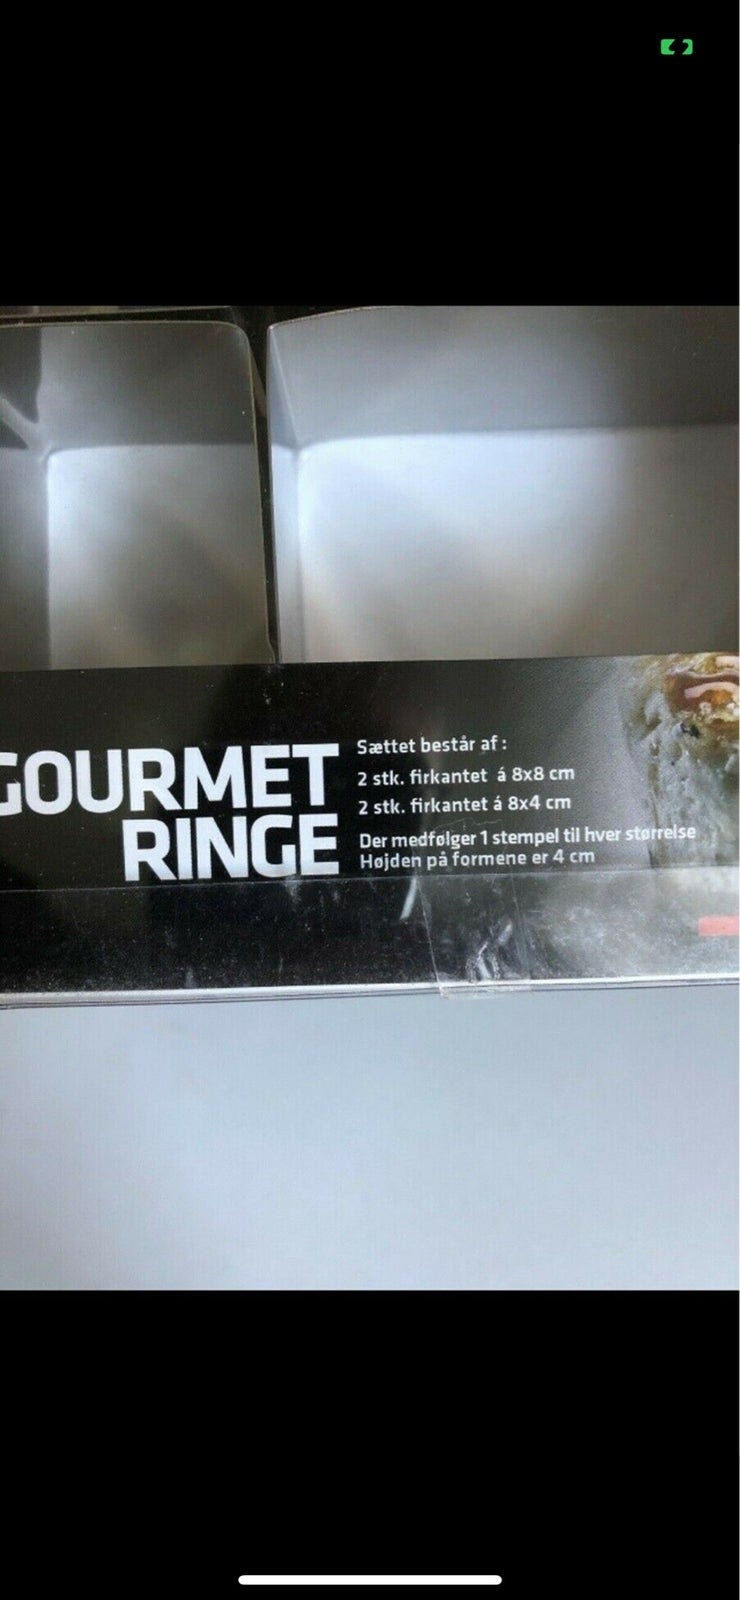 GOURMET
RINGE
Sættet består af :
2 stk. firkantet á 8x8 cm
2 stk. firkantet á 8x4 cm
Der medfølger 1 stempel til hver størrelse
Højden på formene er 4 cm